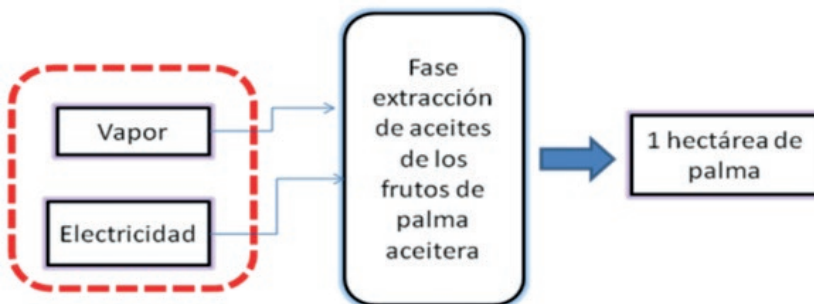 Vapor
Electricidad
Fase
extracción
de aceites
de los
frutos de
palma
aceitera
1 hectárea de
palma